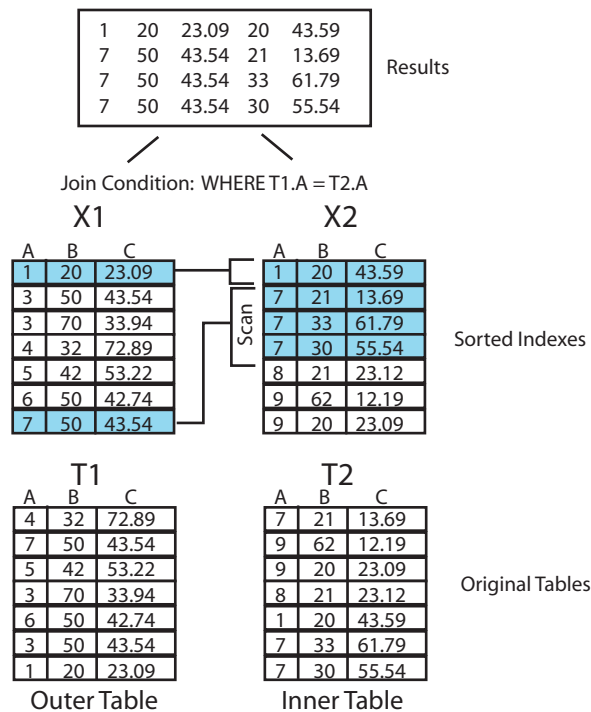 1 20 23.09 20 43.59
7 50 43.54 21 13.69
7 50 43.54 33 61.79
7 50 43.54 30 55.54
Results
Join Condition: WHERE T1.A = T2.A
X1
X2
A B C
1 20 23.09
3 50 43.54
3 70 33.94
4 32 72.89
5 42 53.22
6 50 42.74
7 50 43.54
Scan
A B C
1 20 43.59
7 21 13.69
7 33 61.79
7 30 55.54
8 21 23.12
9 62 12.19
9 20 23.09
Sorted Indexes
T1
A B C
4 32 72.89
7 50 43.54
5 42 53.22
3 70 33.94
6 50 42.74
3 50 43.54
1 20 23.09
Outer Table
T2
A B C
7 21 13.69
9 62 12.19
9 20 23.09
8 21 23.12
1 20 43.59
7 33 61.79
7 30 55.54
Inner Table
Original Tables